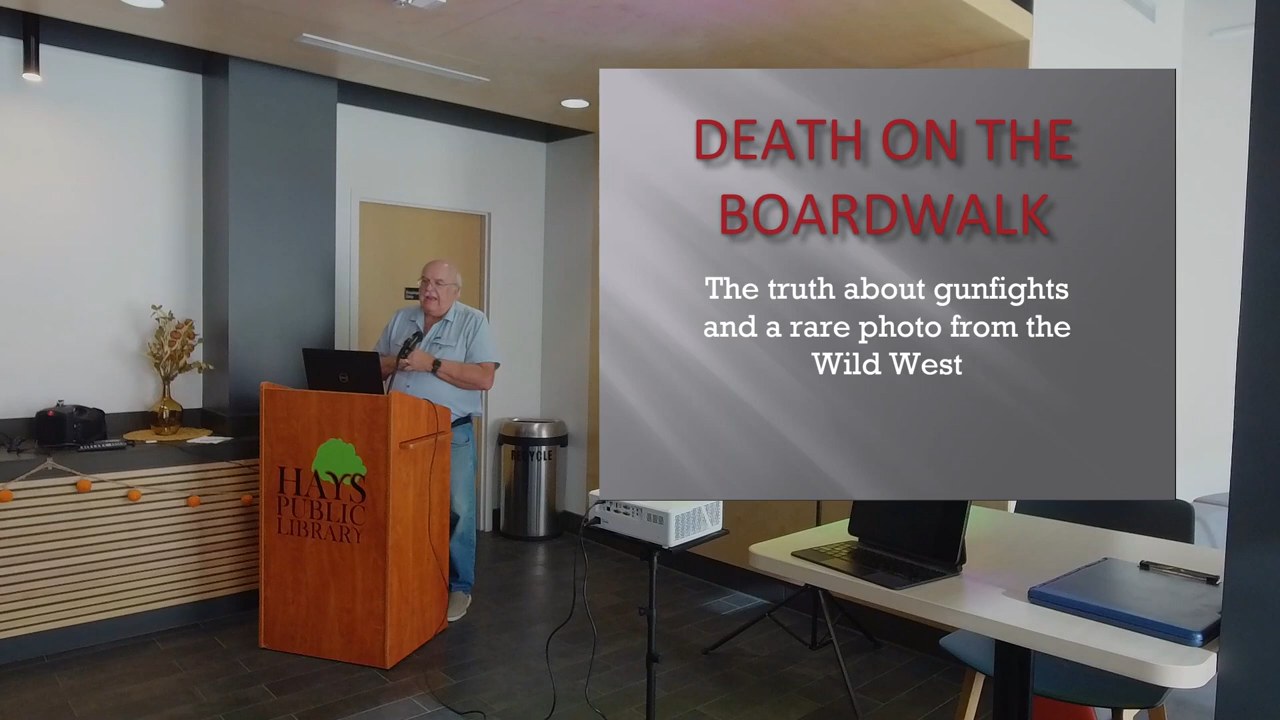 DEATH ON THE
BOARDWALK
The truth about gunfights
and a rare photo from the
Wild West
HAYS
PUBLIC
LIBRARY
RECYCLE
DELL